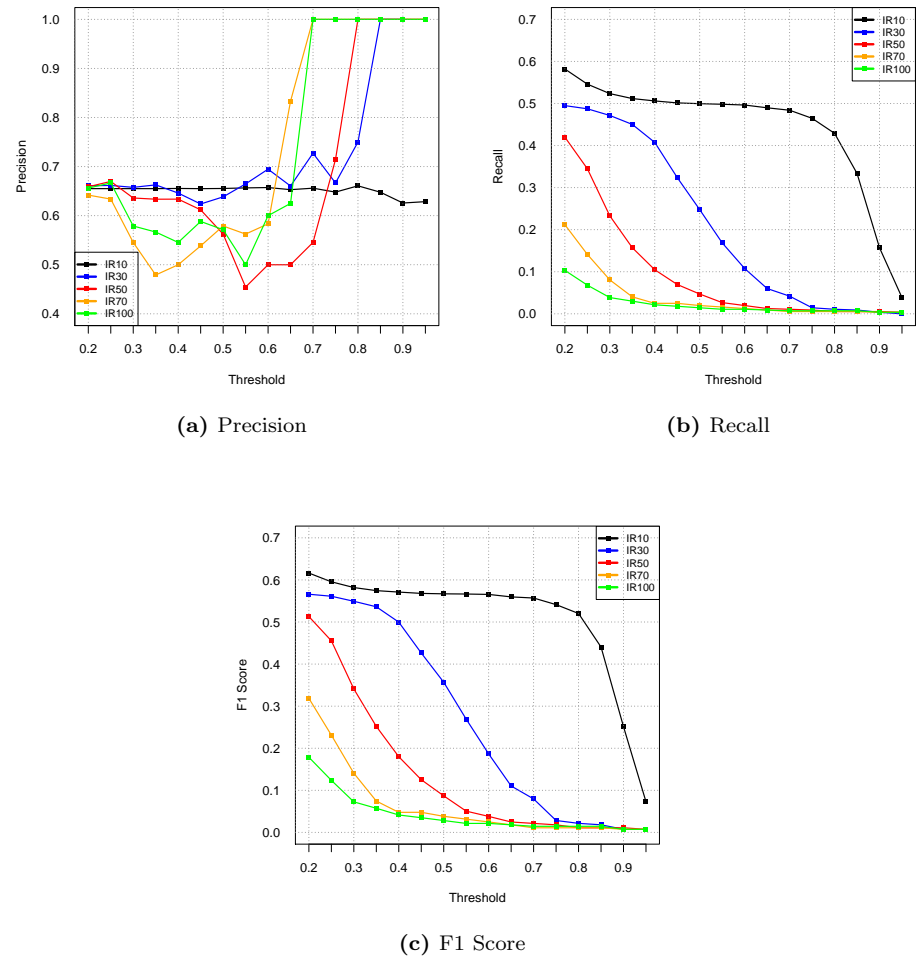 1.0
0.9
0.8
0.7
0.6
0.5
0.4
Precision
IR10
IR30
IR50
IR70
IR100
0.2 0.3 0.4 0.5 0.6 0.7 0.8 0.9
Threshold
(a) Precision
0.7
0.6
0.5
0.4
0.3
0.2
0.1
0.0
Recall
IR10
IR30
IR50
IR70
IR100
0.2 0.3 0.4 0.5 0.6 0.7 0.8 0.9
Threshold
(b) Recall
0.7
0.6
0.5
0.4
0.3
0.2
0.1
0.0
F1 Score
IR10
IR30
IR50
IR70
IR100
0.2 0.3 0.4 0.5 0.6 0.7 0.8 0.9
Threshold
(c) F1 Score